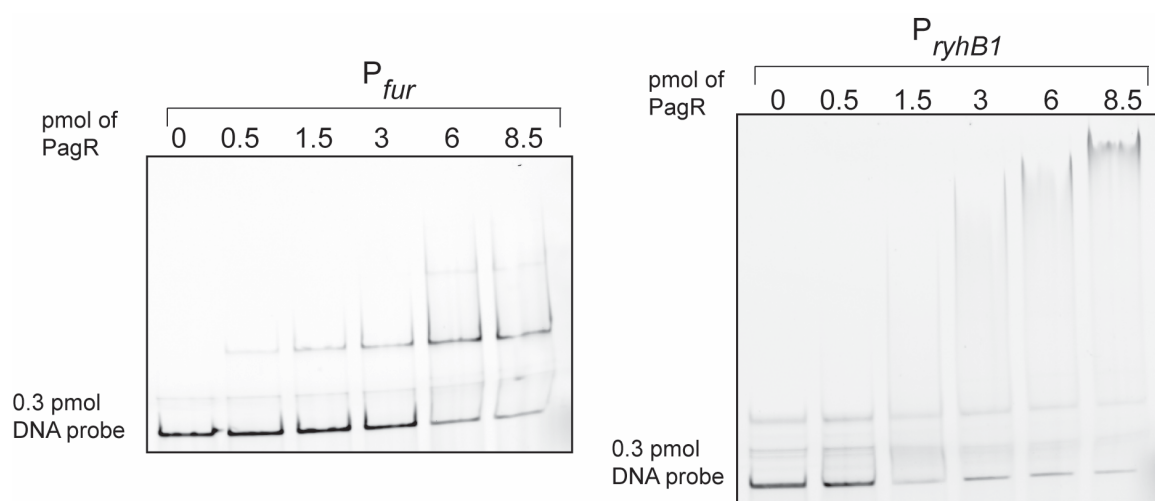 P fur
pmol of
PagR
0 0.5 1.5 3 6 8.5
0.3 pmol
DNA probe
P ryhB1
pmol of
PagR
0 0.5 1.5 3 6 8.5
0.3 pmol
DNA probe